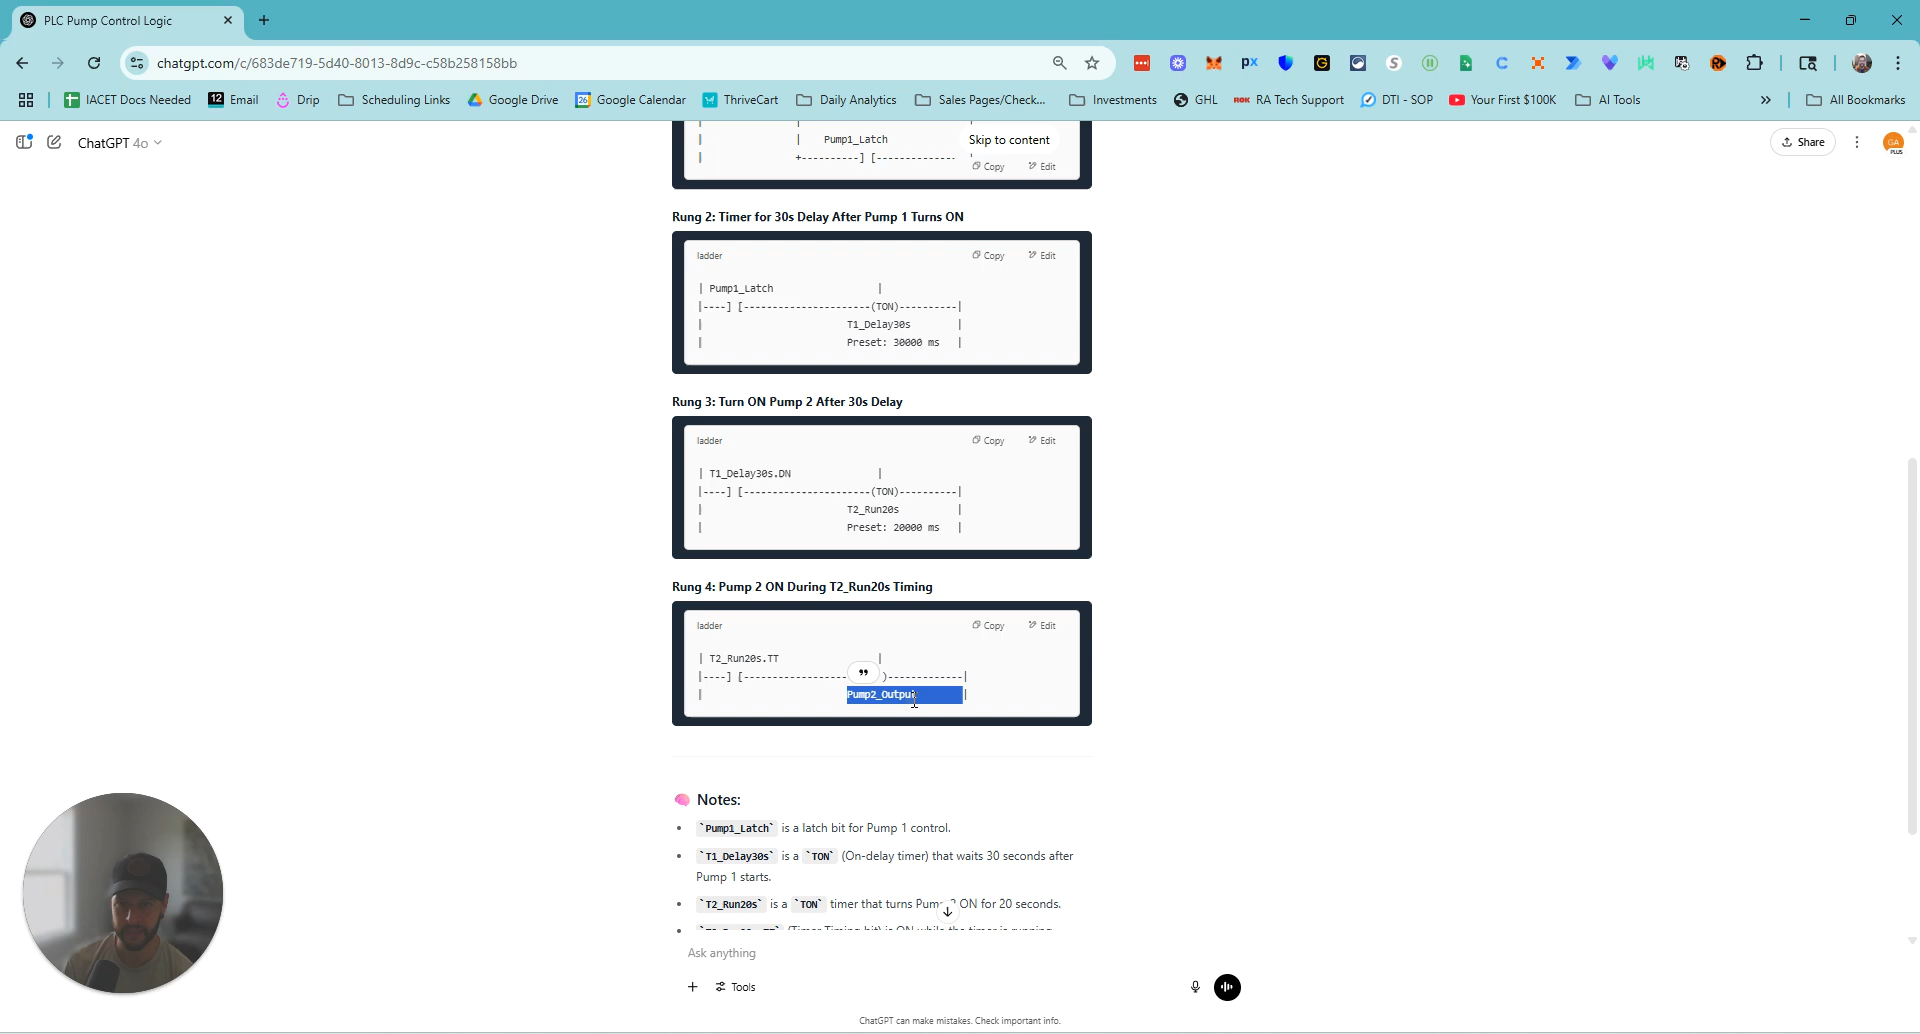 PLC Pump Control Logic
chatgpt.com/c/683de719-5d40-8013-8d9c-c58b258158bb
IACET Docs Needed
12 Email
Drip
Scheduling Links
Google Drive
26 Google Calendar
ThriveCart
Daily Analytics
Sales Pages/Check...
Investments
GHL
RA Tech Support
DTI - SOP
Your First $100K
AI Tools
All Bookmarks
ChatGPT 4o
Share
GA
PLUS
Skip to content
| | Pump1_Latch
| +----------] [--------------
Copy Edit
Rung 2: Timer for 30s Delay After Pump 1 Turns ON
ladder
Copy Edit
| Pump1_Latch |
|----] [----------------------(TON)----------|
| T1_Delay30s |
| Preset: 30000 ms |
Rung 3: Turn ON Pump 2 After 30s Delay
ladder
Copy Edit
| T1_Delay30s.DN |
|----] [----------------------(TON)----------|
| T2_Run20s |
| Preset: 20000 ms |
Rung 4: Pump 2 ON During T2_Run20s Timing
ladder
Copy Edit
| T2_Run20s.TT |
|----] [------------------ )-------------|
| Pump2_Output |
Notes:
• `Pump1_Latch` is a latch bit for Pump 1 control.
• `T1_Delay30s` is a `TON` (On-delay timer) that waits 30 seconds after
Pump 1 starts.
• `T2_Run20s` is a `TON` timer that turns Pump 2 ON for 20 seconds.
Ask anything
Tools
ChatGPT can make mistakes. Check important info.